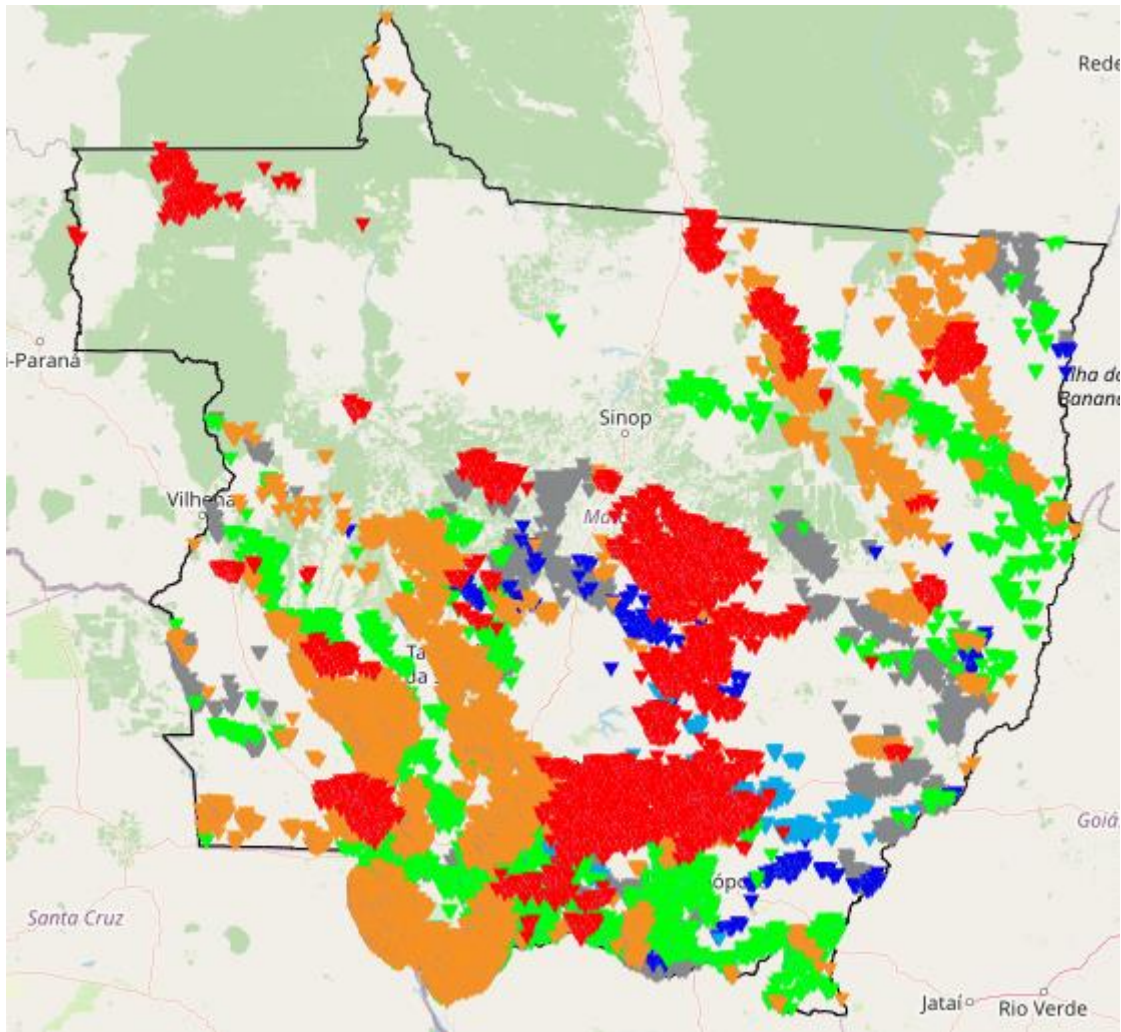 Rede
i-Paraná
Ilha do
Banana
Sinop
Vilhena
Ma
Ta
da
Goiá
ópo
Santa Cruz
Jataí
Rio Verde